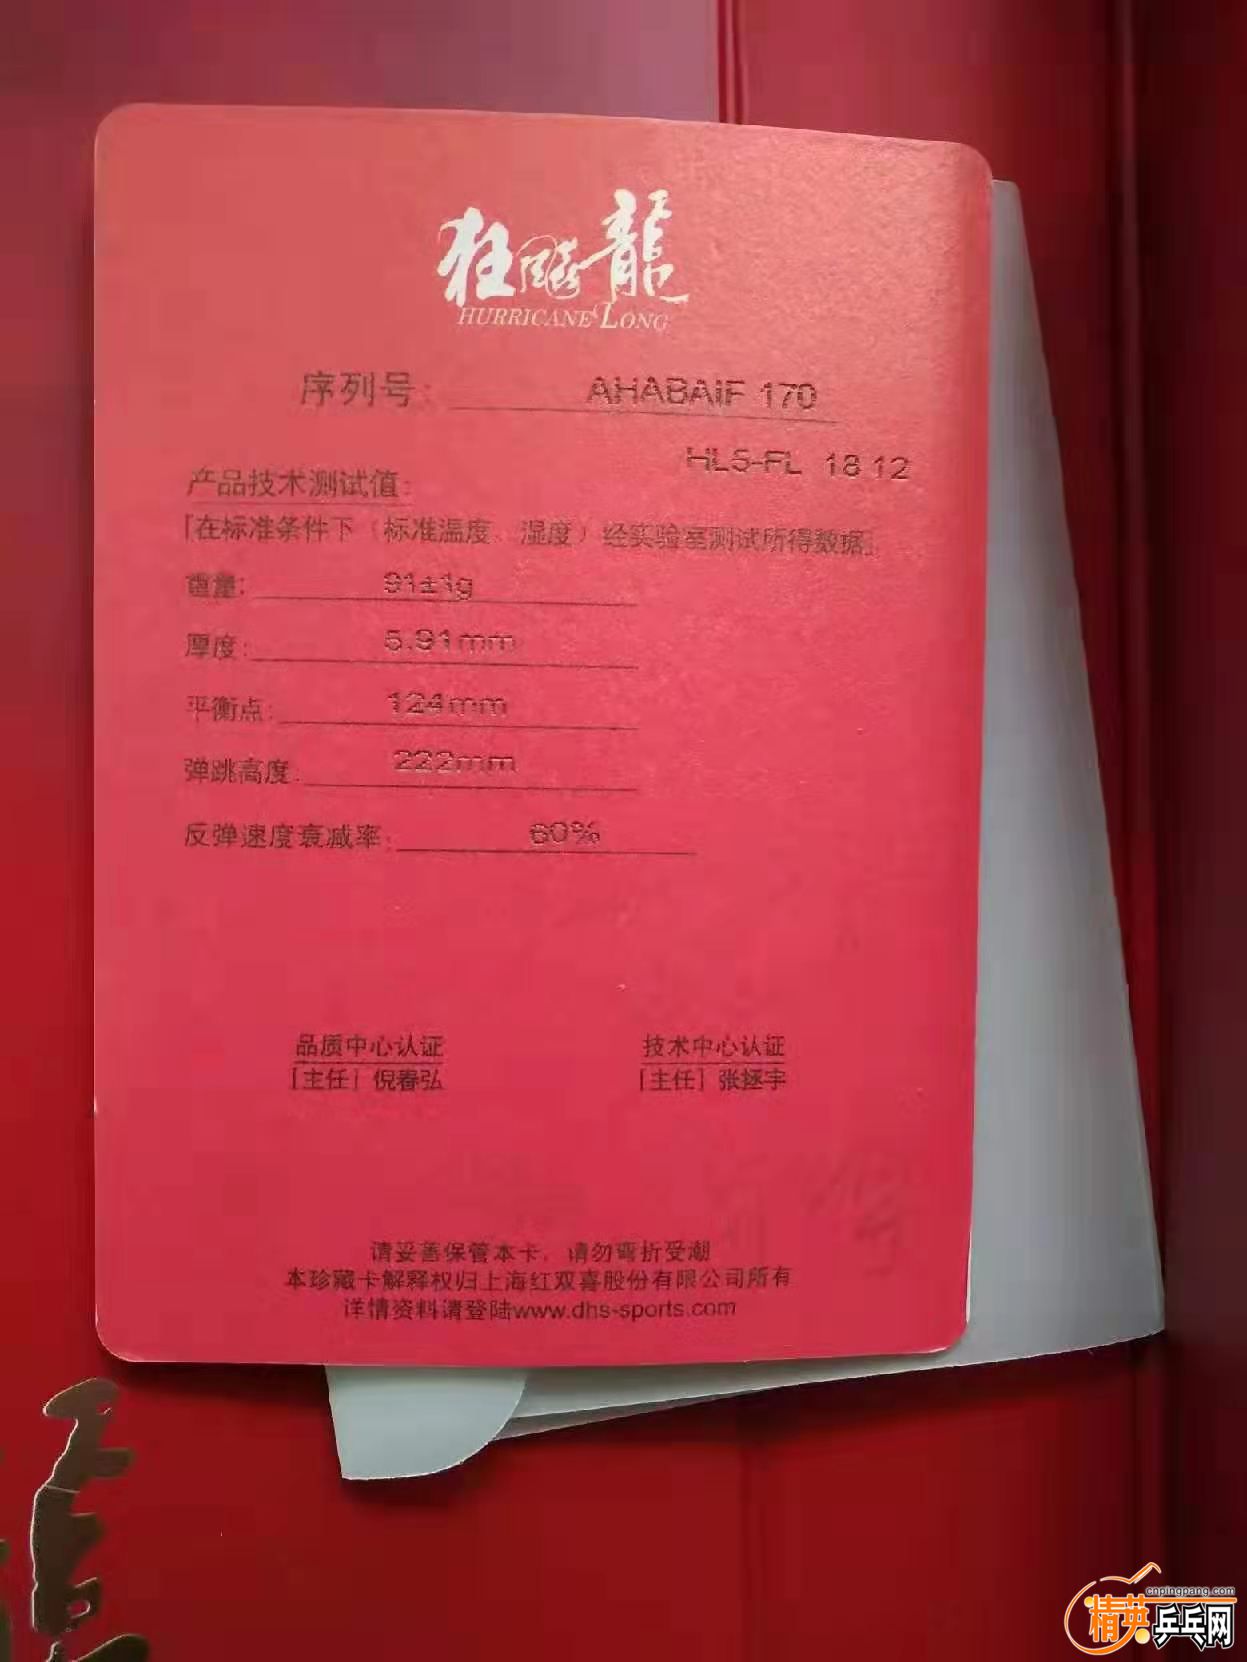 狂飚龍
HURRICANE LONG
序列号: AHABAIF 170
HL5-FL 1812
产品技术测试值:
「在标准条件下（标准温度、湿度）经实验室测试所得数据」
重量: 91±1g
厚度: 5.91mm
平衡点: 124mm
弹跳高度: 222mm
反弹速度衰减率: 60%
品质中心认证 技术中心认证
[主任] 倪春弘 [主任] 张拯宇
请妥善保管本卡，请勿弯折受潮
本珍藏卡解释权归上海红双喜股份有限公司所有
详情资料请登陆www.dhs-sports.com
cnpingpang.com
精英乒乓网